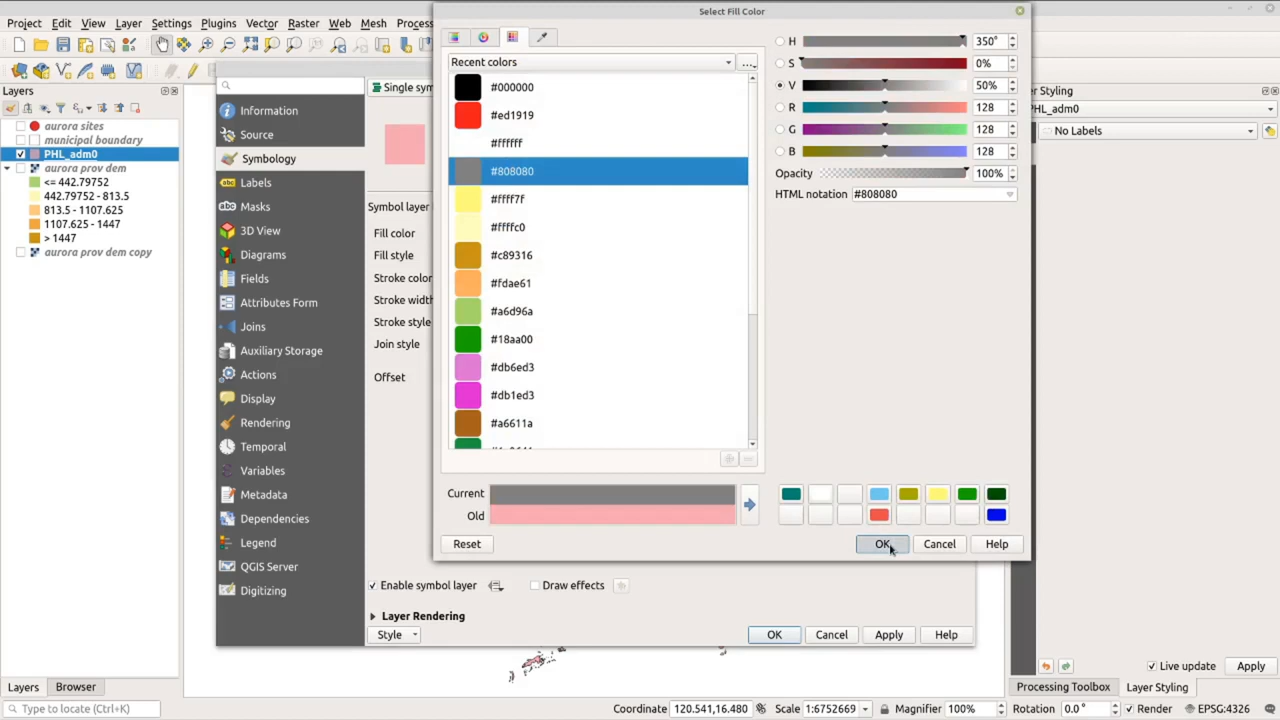 Select Fill Color
Project Edit View Layer Settings Plugins Vector Raster Web Mesh Process
Layers
aurora sites
municipal boundary
PHL_adm0
aurora prov dem
<= 442.79752
442.79752 - 813.5
813.5 - 1107.625
1107.625 - 1447
> 1447
aurora prov dem copy
Information
Source
Symbology
Labels
Masks
3D View
Diagrams
Fields
Attributes Form
Joins
Auxiliary Storage
Actions
Display
Rendering
Temporal
Variables
Metadata
Dependencies
Legend
QGIS Server
Digitizing
Single sym
Symbol layer
Fill color
Fill style
Stroke color
Stroke width
Stroke style
Join style
Offset
Recent colors
#000000
#ed1919
#ffffff
#808080
#ffff7f
#ffffc0
#c89316
#fdae61
#a6d96a
#18aa00
#db6ed3
#db1ed3
#a6611a
H 350°
S 0%
V 50%
R 128
G 128
B 128
Opacity 100%
HTML notation #808080
Current
Old
Reset OK Cancel Help
Enable symbol layer Draw effects
Layer Rendering
Style OK Cancel Apply Help
er Styling
PHL_adm0
No Labels
Live update Apply
Processing Toolbox Layer Styling
Layers Browser
Type to locate (Ctrl+K) Coordinate 120.541,16.480 Scale 1:6752669 Magnifier 100% Rotation 0.0° Render EPSG:4326